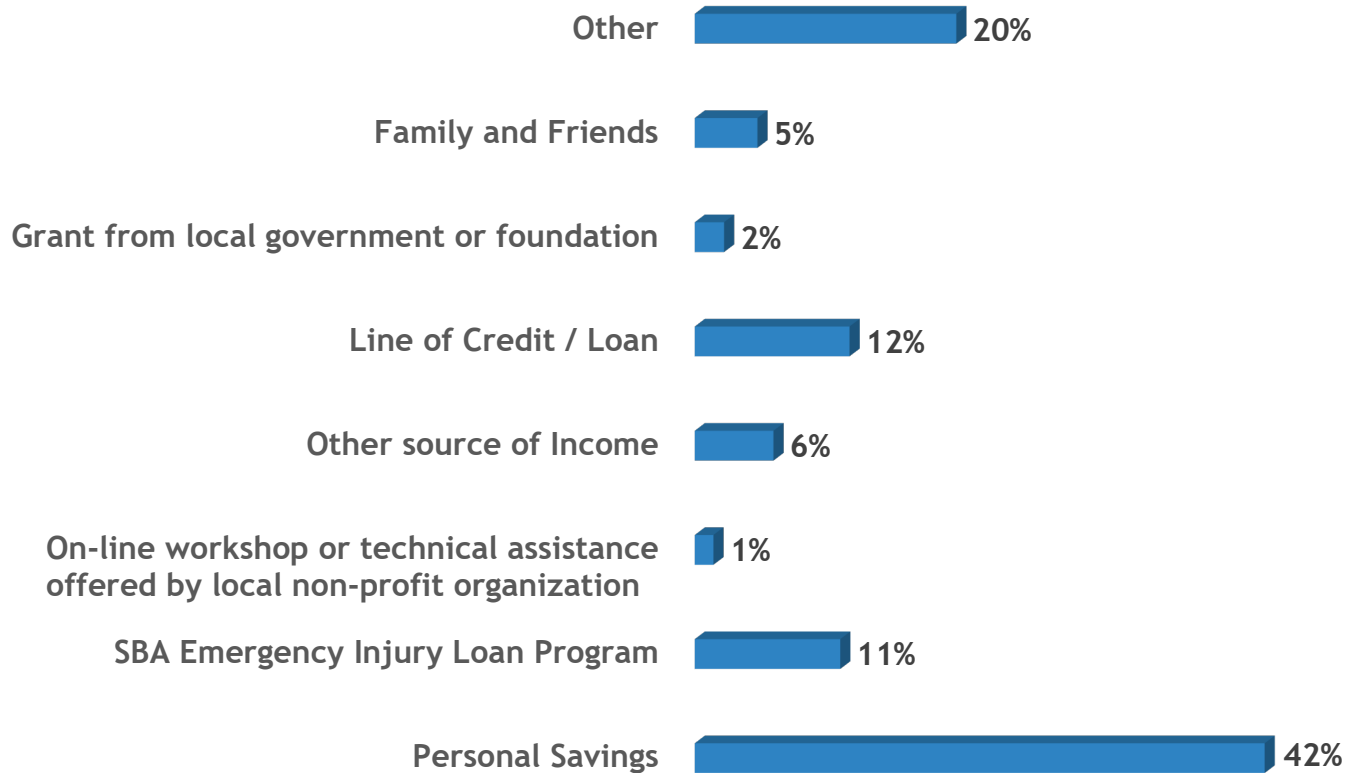 Other 20%
Family and Friends 5%
Grant from local government or foundation 2%
Line of Credit / Loan 12%
Other source of Income 6%
On-line workshop or technical assistance
offered by local non-profit organization 1%
SBA Emergency Injury Loan Program 11%
Personal Savings 42%